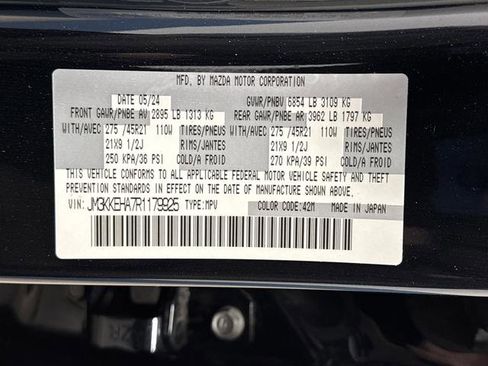 MFD. BY MAZDA MOTOR CORPORATION
DATE 05/24 GVWR/PNBV 6854 LB 3109 KG
FRONT GAWR/PNBE AV 2895 LB 1313 KG REAR GAWR/PNBE AR 3962 LB 1797 KG
WITH/AVEC 275 /45R21 110W TIRES/PNEUS WITH/AVEC 275 /45R21 110W TIRES/PNEUS
21X9 1/2J RIMS/JANTES 21X9 1/2J RIMS/JANTES
250 KPA/36 PSI COLD/A FROID 270 KPA/39 PSI COLD/A FROID
THIS VEHICLE CONFORMS TO ALL APPLICABLE FEDERAL MOTOR VEHICLE SAFETY AND THEFT
PREVENTION STANDARDS IN EFFECT ON THE DATE OF MANUFACTURE SHOWN ABOVE.
VIN: JM3KKEHA7R1179825 TYPE:MPV COLOR CODE:42M MADE IN JAPAN